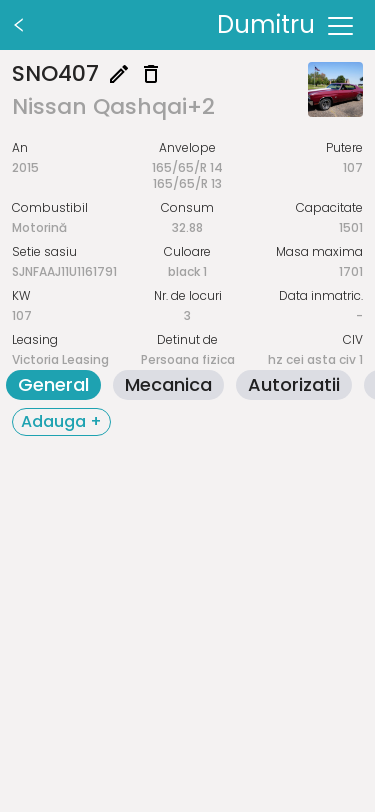 Dumitru
SNO407
Nissan Qashqai+2
An Anvelope Putere
2015 165/65/R 14 107
165/65/R 13
Combustibil Consum Capacitate
Motorină 32.88 1501
Setie sasiu Culoare Masa maxima
SJNFAAJ11U1161791 black 1 1701
KW Nr. de locuri Data inmatric.
107 3 -
Leasing Detinut de CIV
Victoria Leasing Persoana fizica hz cei asta civ 1
General Mecanica Autorizatii
Adauga +